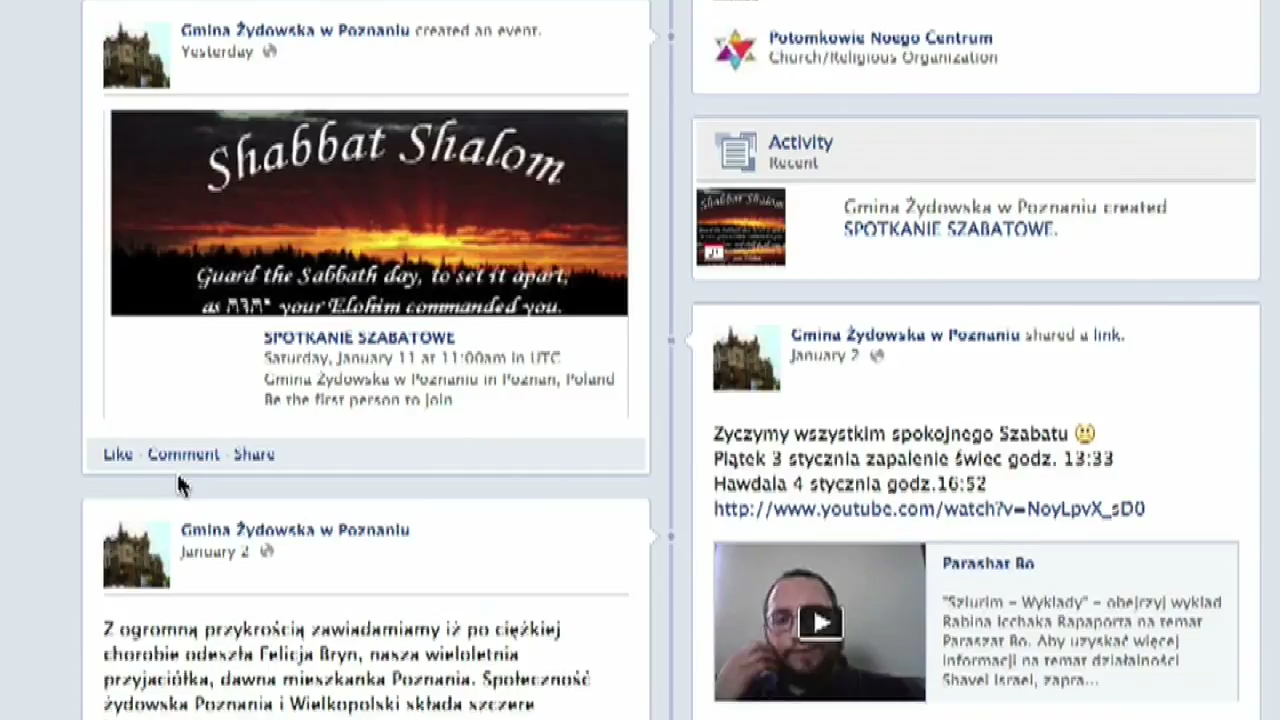 Gmina Żydowska w Poznaniu created an event.
Yesterday
Shabbat Shalom
Guard the Sabbath day, to set it apart,
as your Elohim commanded you.
SPOTKANIE SZABATOWE
Saturday, January 11 at 11:00am in UTC
Gmina Żydowska w Poznaniu in Poznan, Poland
Be the first person to join
Like · Comment · Share
Gmina Żydowska w Poznaniu
January 2
Z ogromną przykrością zawiadamiamy iż po ciężkiej
chorobie odeszła Felicja Bryn, nasza wieloletnia
przyjaciółka, dawna mieszkanka Poznania. Społeczność
żydowska Poznania i Wielkopolski składa szczere
Potomkowie Noego Centrum
Church/Religious Organization
Activity
Recent
Shabbat Shalom
Gmina Żydowska w Poznaniu created
SPOTKANIE SZABATOWE.
Gmina Żydowska w Poznaniu shared a link.
January 2
Zyczymy wszystkim spokojnego Szabatu
Piątek 3 stycznia zapalenie świec godz. 13:33
Hawdala 4 stycznia godz.16:52
http://www.youtube.com/watch?v=NoyLpvX_sD0
Parashat Bo
"Sziurim – Wykłady" – obejrzyj wykład
Rabina Icchaka Rapaporta na temat
Paraszat Bo. Aby uzyskać więcej
informacji na temat działalności
Shavei Israel, zapra...